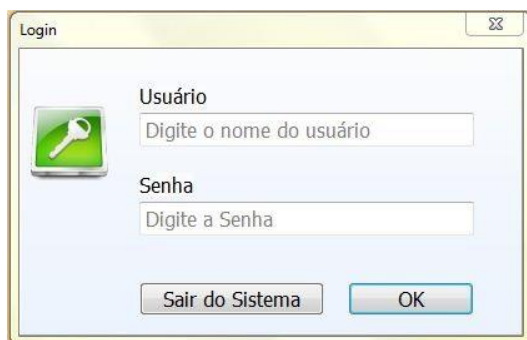 Login
Usuário
Digite o nome do usuário
Senha
Digite a Senha
Sair do Sistema OK